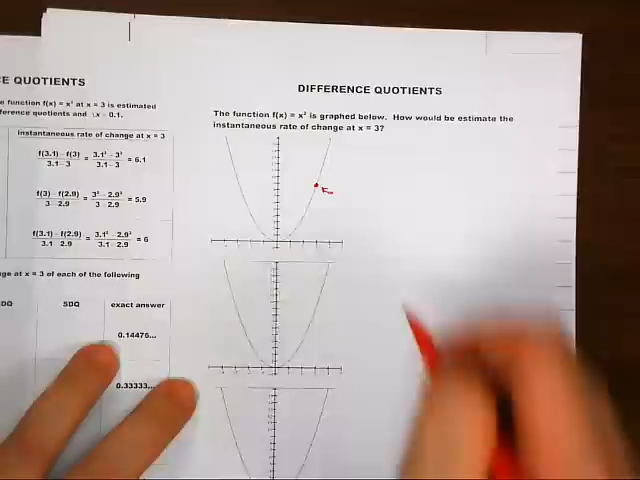 E QUOTIENTS
e function f(x) = x² at x = 3 is estimated
ference quotients and x = 0.1.
instantaneous rate of change at x = 3
f(3.1) – f(3) / 3.1 – 3 = 3.1² – 3² / 3.1 – 3 = 6.1
f(3) – f(2.9) / 3 – 2.9 = 3² – 2.9² / 3 – 2.9 = 5.9
f(3.1) – f(2.9) / 3.1 2.9 = 3.1² – 2.9² / 3.1 – 2.9 = 6
ge at x = 3 of each of the following
DQ SDQ exact answer
0.14476...
0.33333...
DIFFERENCE QUOTIENTS
The function f(x) = x² is graphed below. How would be estimate the
instantaneous rate of change at x = 3?